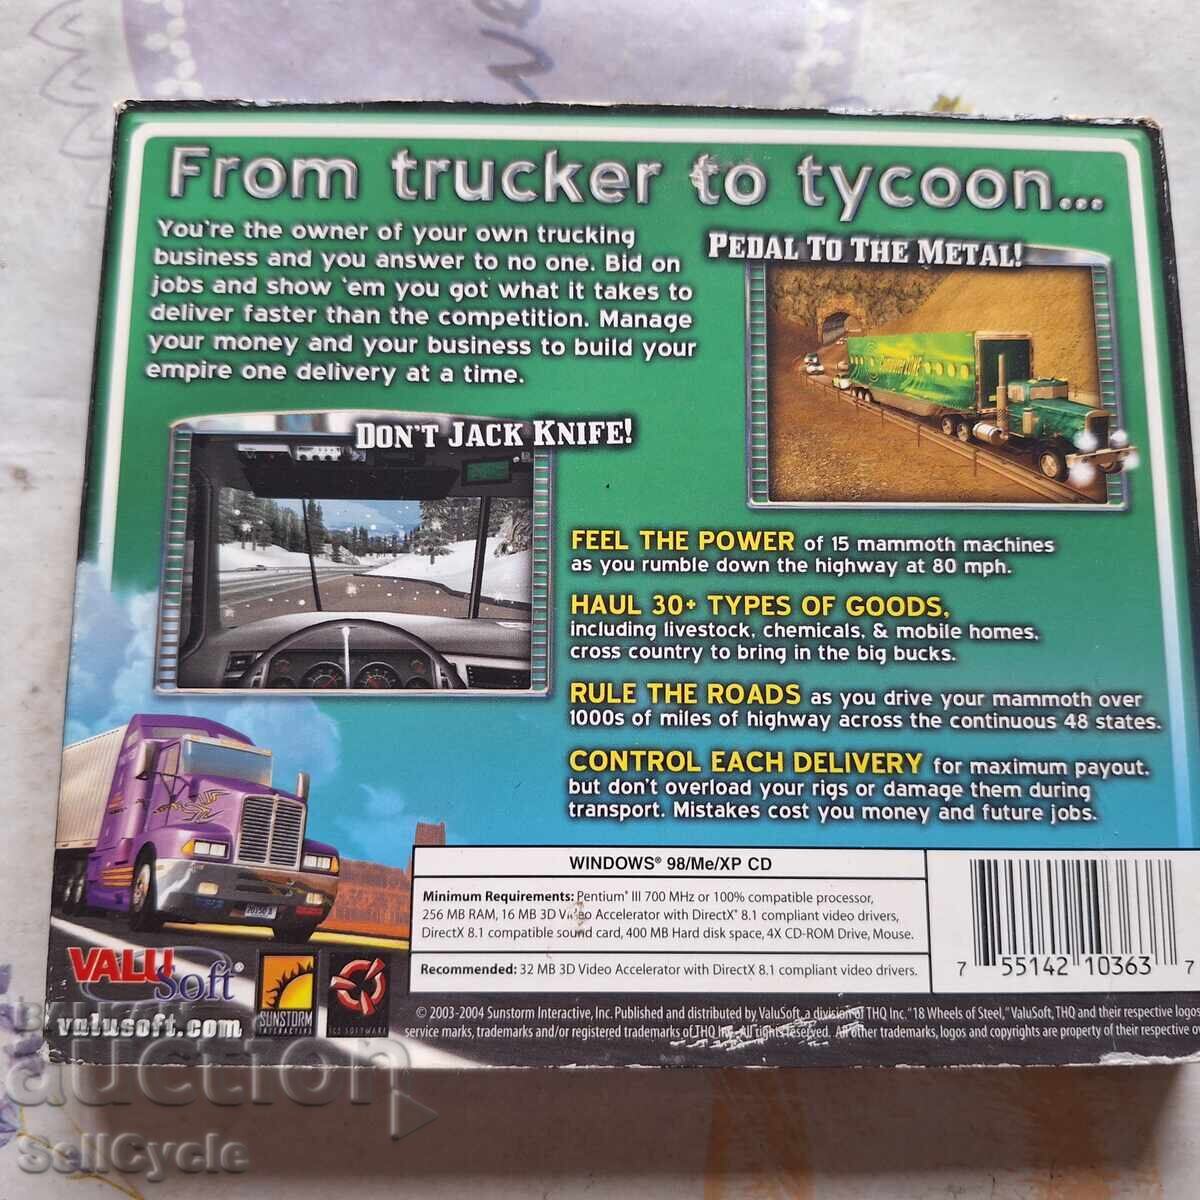 From trucker to tycoon...
You're the owner of your own trucking
business and you answer to no one. Bid on
jobs and show 'em you got what it takes to
deliver faster than the competition. Manage
your money and your business to build your
empire one delivery at a time.
PEDAL TO THE METAL!
DON'T JACK KNIFE!
FEEL THE POWER of 15 mammoth machines
as you rumble down the highway at 80 mph.
HAUL 30+ TYPES OF GOODS,
including livestock, chemicals, & mobile homes,
cross country to bring in the big bucks.
RULE THE ROADS as you drive your mammoth over
1000s of miles of highway across the continuous 48 states.
CONTROL EACH DELIVERY for maximum payout,
but don't overload your rigs or damage them during
transport. Mistakes cost you money and future jobs.
WINDOWS® 98/Me/XP CD
Minimum Requirements: Pentium® III 700 MHz or 100% compatible processor,
256 MB RAM, 16 MB 3D Video Accelerator with DirectX® 8.1 compliant video drivers,
DirectX 8.1 compatible sound card, 400 MB Hard disk space, 4X CD-ROM Drive, Mouse.
Recommended: 32 MB 3D Video Accelerator with DirectX 8.1 compliant video drivers.
7 55142 10363 7
VALUSoft®
valusoft.com
SUNSTORM
INTERACTIVE
ICS SOFTWARE
© 2003-2004 Sunstorm Interactive, Inc. Published and distributed by ValuSoft, a division of THQ Inc. "18 Wheels of Steel," ValuSoft, THQ and their respective logos
service marks, trademarks and/or registered trademarks of THQ Inc. All rights reserved. All other trademarks, logos and copyrights are property of their respective
auction
SellCycle